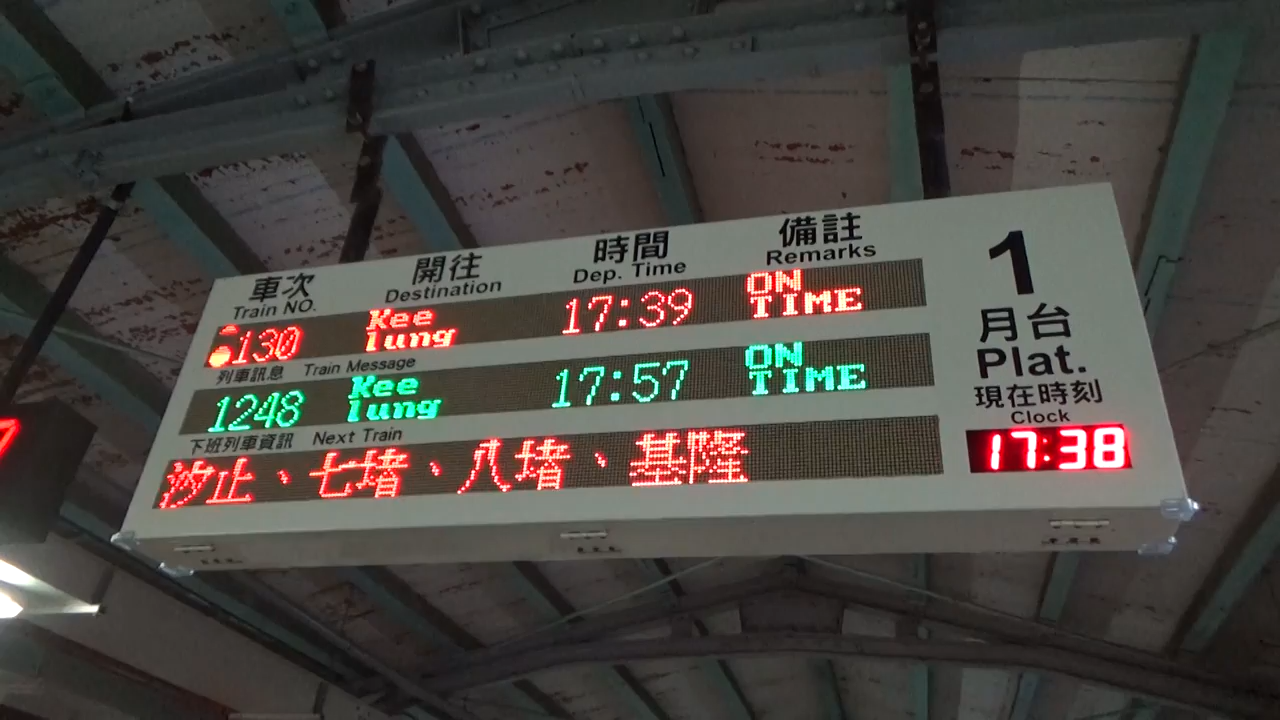 車次 開往 時間 備註 1
Train NO. Destination Dep. Time Remarks
130 Kee lung 17:39 ON TIME
月台
Plat.
列車訊息 Train Message
1248 Kee lung 17:57 ON TIME
現在時刻
Clock
17:38
下班列車資訊 Next Train
汐止、七堵、八堵、基隆
7